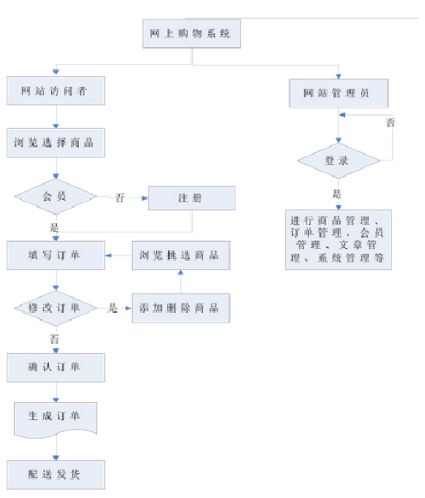 网上购物系统
网站访问者
网站管理员
否
浏览选择商品
登录
会员
否
注册
是
是
进行商品管理、
订单管理、会员
管理、文章管
理、系统管理等
填写订单
浏览挑选商品
修改订单
是
添加删除商品
否
确认订单
生成订单
配送发货